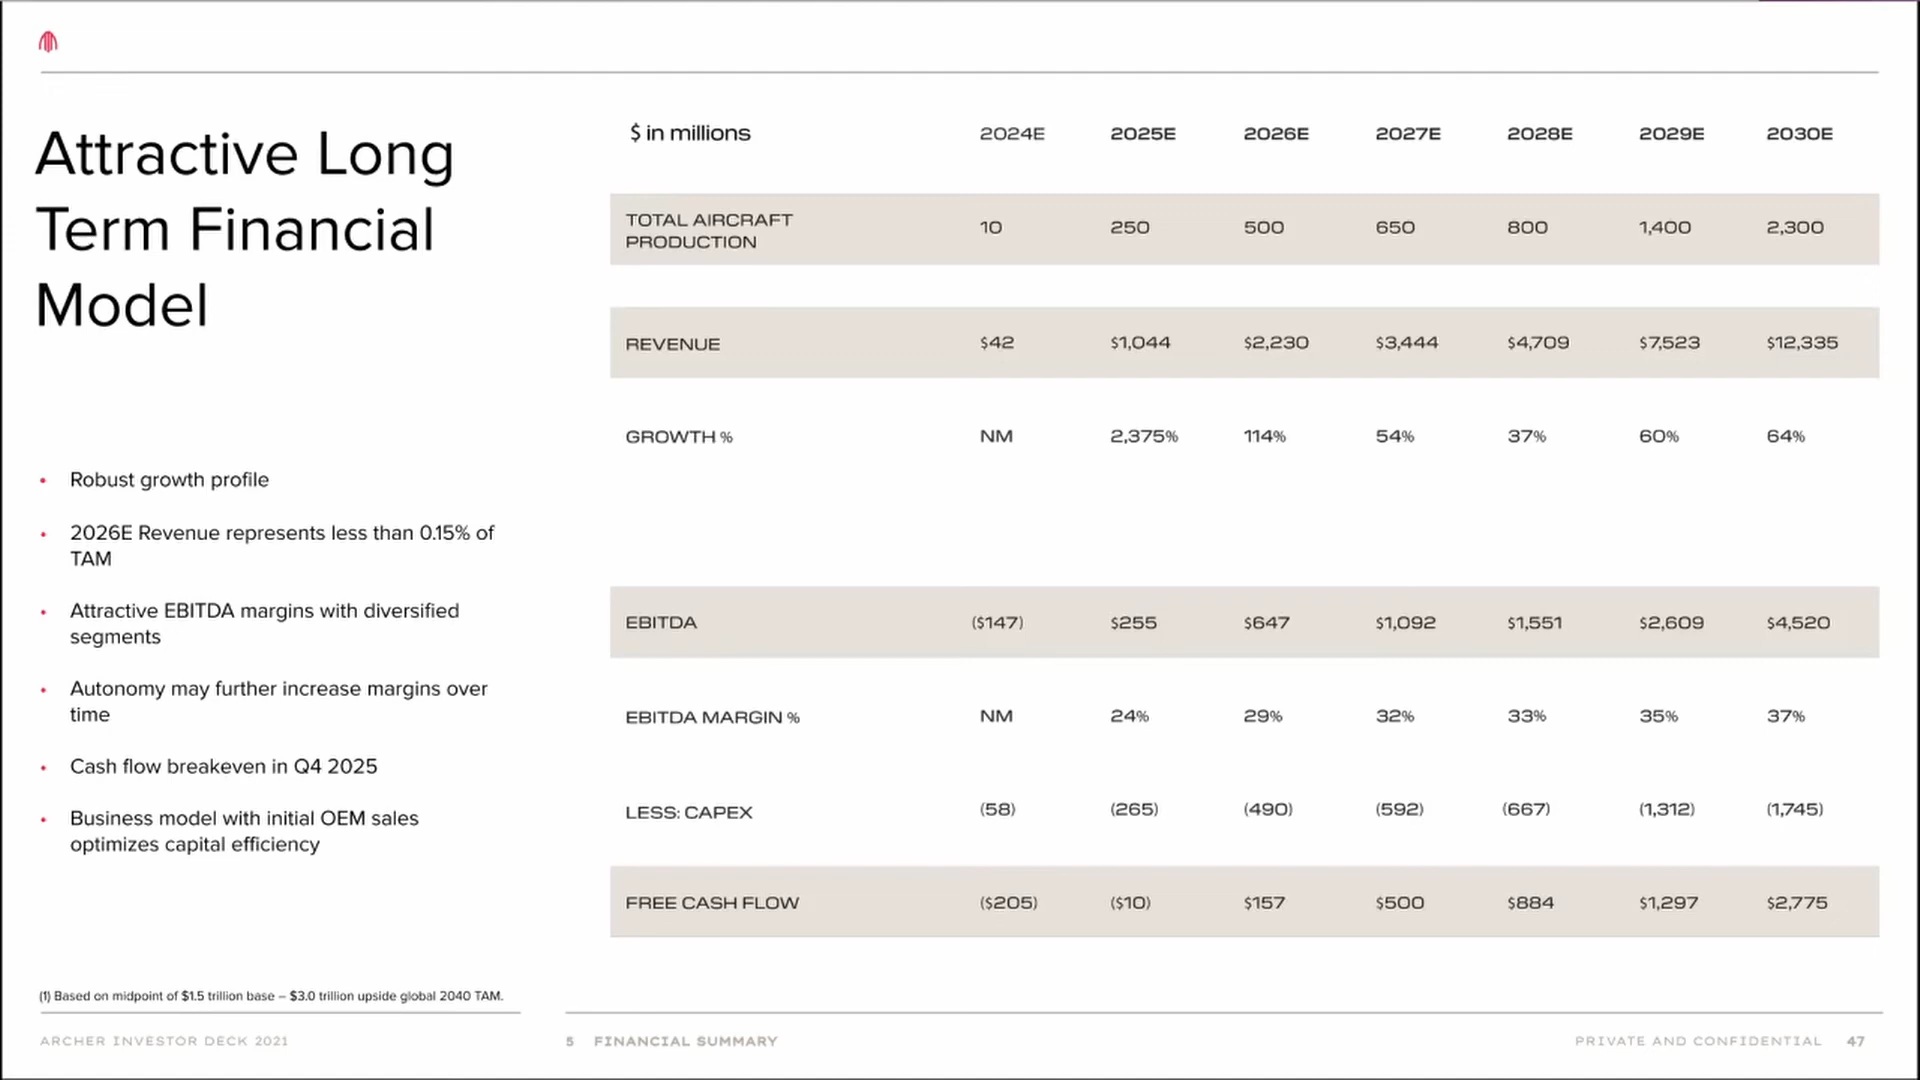 Attractive Long
Term Financial
Model
• Robust growth profile
• 2026E Revenue represents less than 0.15% of
TAM
• Attractive EBITDA margins with diversified
segments
• Autonomy may further increase margins over
time
• Cash flow breakeven in Q4 2025
• Business model with initial OEM sales
optimizes capital efficiency
(1) Based on midpoint of $1.5 trillion base – $3.0 trillion upside global 2040 TAM.
$ in millions 2024E 2025E 2026E 2027E 2028E 2029E 2030E
TOTAL AIRCRAFT
PRODUCTION 10 250 500 650 800 1,400 2,300
REVENUE $42 $1,044 $2,230 $3,444 $4,709 $7,523 $12,335
GROWTH % NM 2,375% 114% 54% 37% 60% 64%
EBITDA ($147) $255 $647 $1,092 $1,551 $2,609 $4,520
EBITDA MARGIN % NM 24% 29% 32% 33% 35% 37%
LESS: CAPEX (58) (265) (490) (592) (667) (1,312) (1,745)
FREE CASH FLOW ($205) ($10) $157 $500 $884 $1,297 $2,775
ARCHER INVESTOR DECK 2021 5 FINANCIAL SUMMARY PRIVATE AND CONFIDENTIAL 47